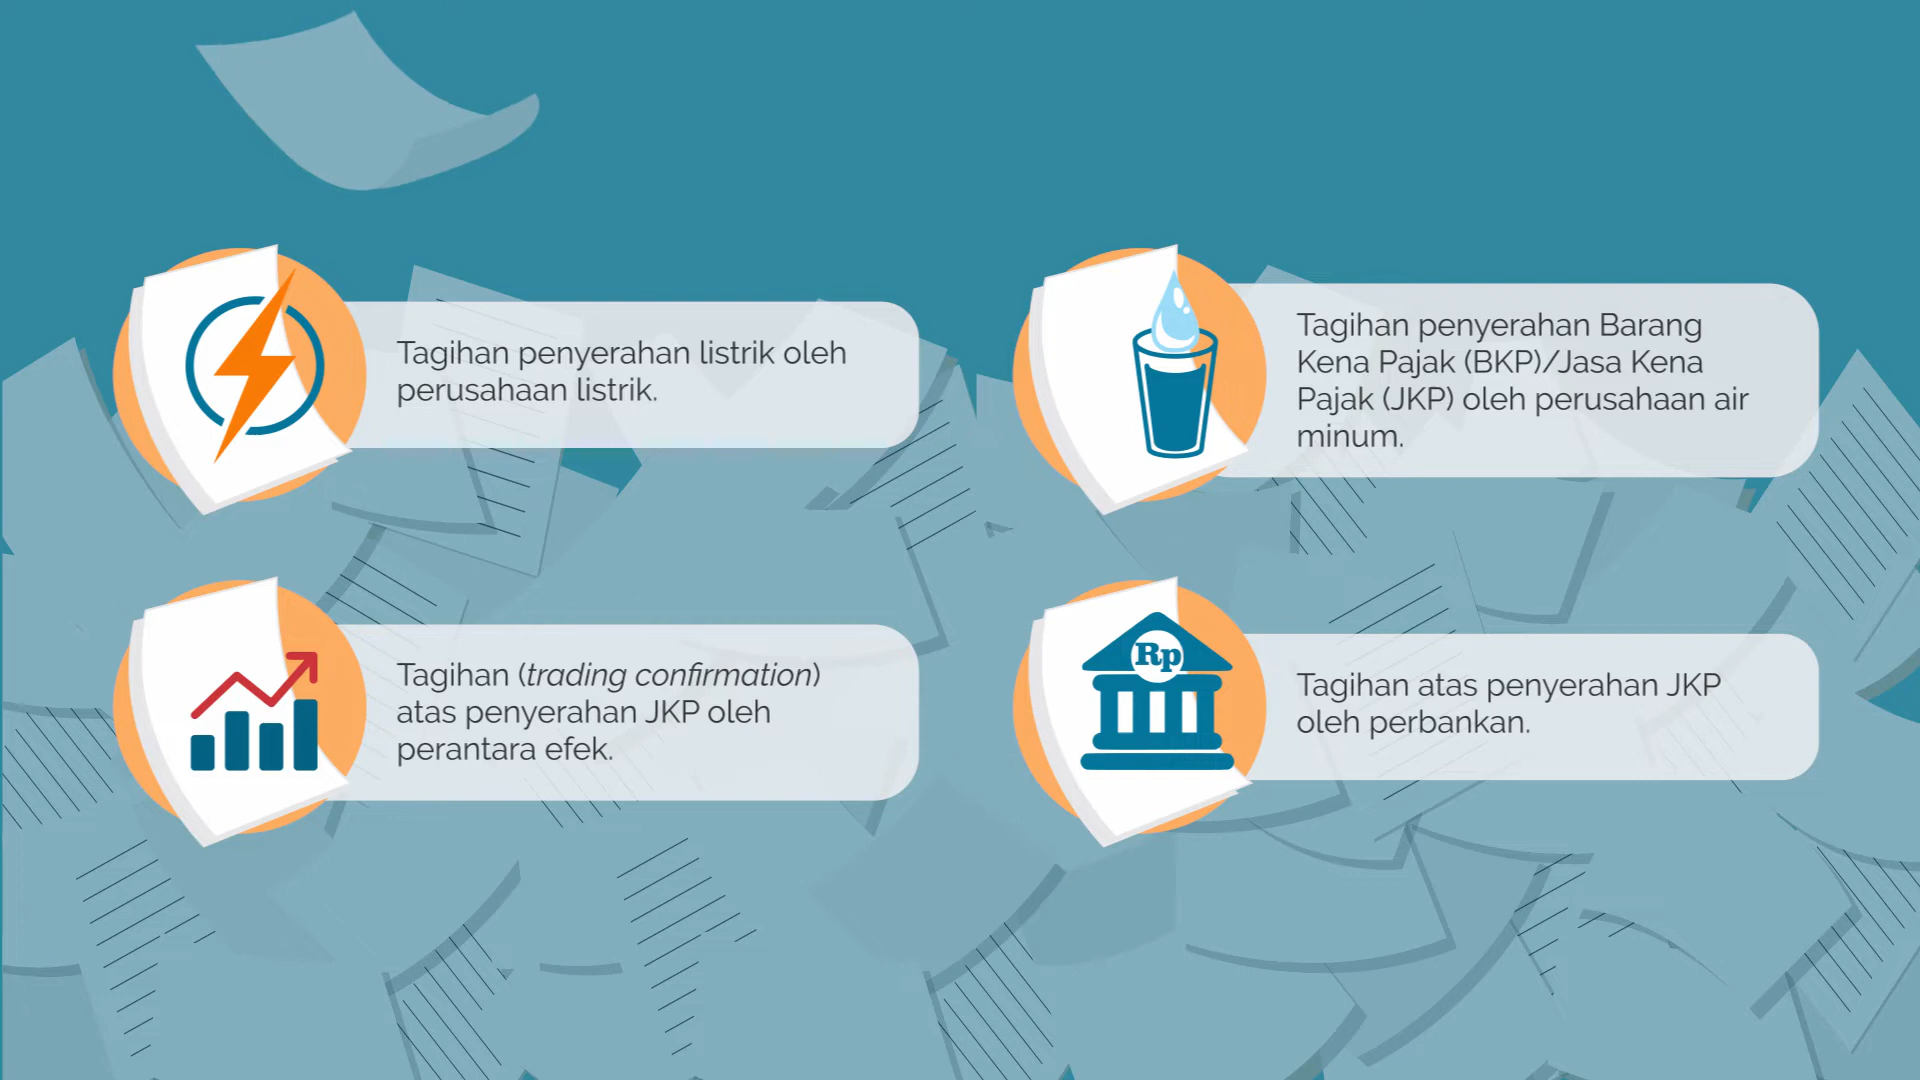 Tagihan penyerahan listrik oleh
perusahaan listrik.
Tagihan penyerahan Barang
Kena Pajak (BKP)/Jasa Kena
Pajak (JKP) oleh perusahaan air
minum.
Tagihan (trading confirmation)
atas penyerahan JKP oleh
perantara efek.
Rp
Tagihan atas penyerahan JKP
oleh perbankan.